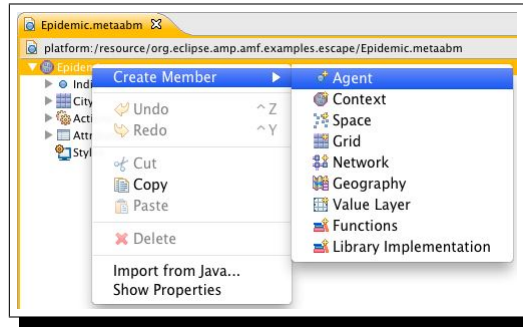 Epidemic.metaabm
platform:/resource/org.eclipse.amp.amf.examples.escape/Epidemic.metaabm
Create Member
Agent
Indi
Context
City
Undo ^Z
Space
Acti
Redo ^Y
Grid
Attr
Network
Styl
Cut
Geography
Copy
Value Layer
Paste
Functions
Delete
Library Implementation
Import from Java...
Show Properties